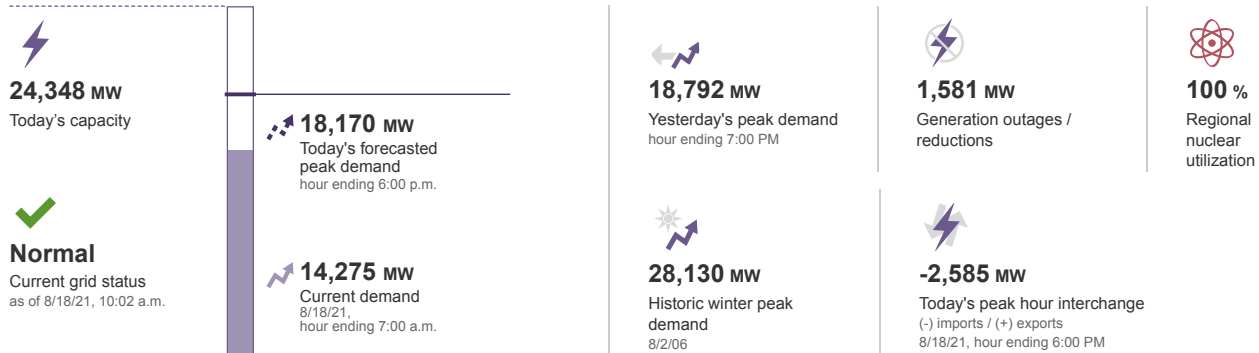 24,348 MW
Today's capacity
Normal
Current grid status
as of 8/18/21, 10:02 a.m.
18,170 MW
Today's forecasted
peak demand
hour ending 6:00 p.m.
14,275 MW
Current demand
8/18/21,
hour ending 7:00 a.m.
18,792 MW
Yesterday's peak demand
hour ending 7:00 PM
1,581 MW
Generation outages /
reductions
100 %
Regional
nuclear
utilization
28,130 MW
Historic winter peak
demand
8/2/06
-2,585 MW
Today's peak hour interchange
(-) imports / (+) exports
8/18/21, hour ending 6:00 PM